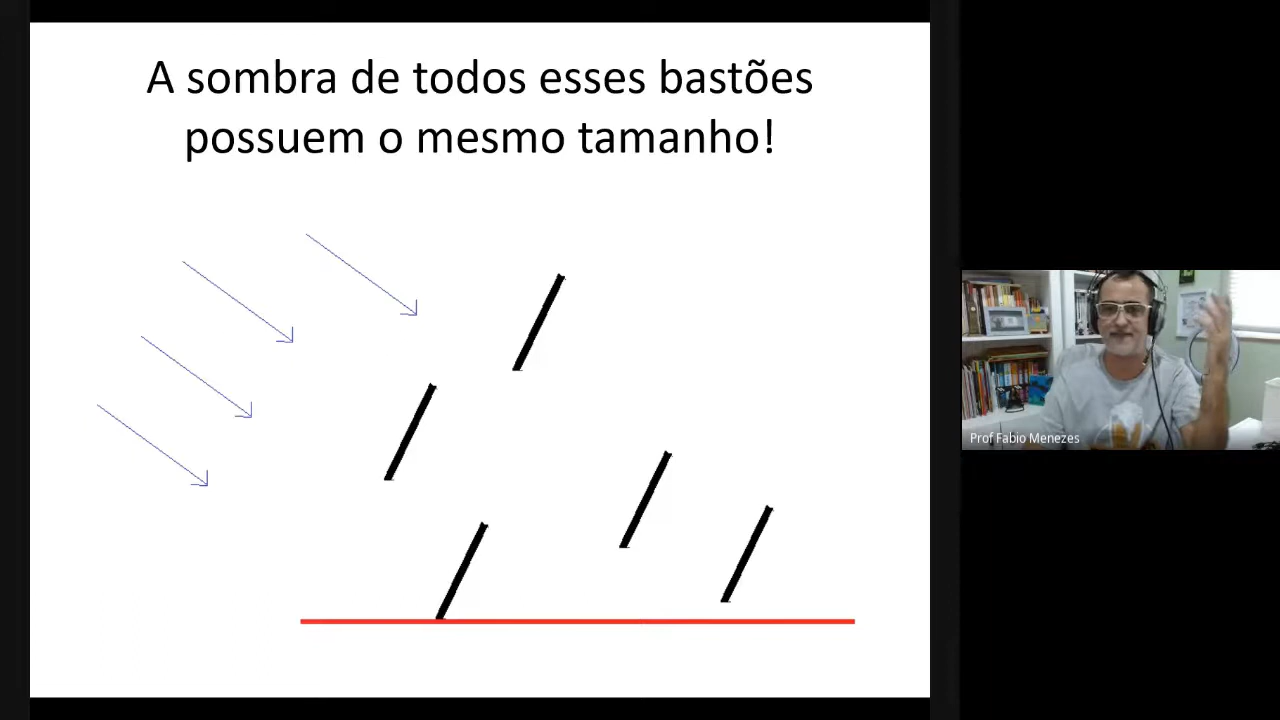 A sombra de todos esses bastões
possuem o mesmo tamanho!
Prof Fabio Menezes